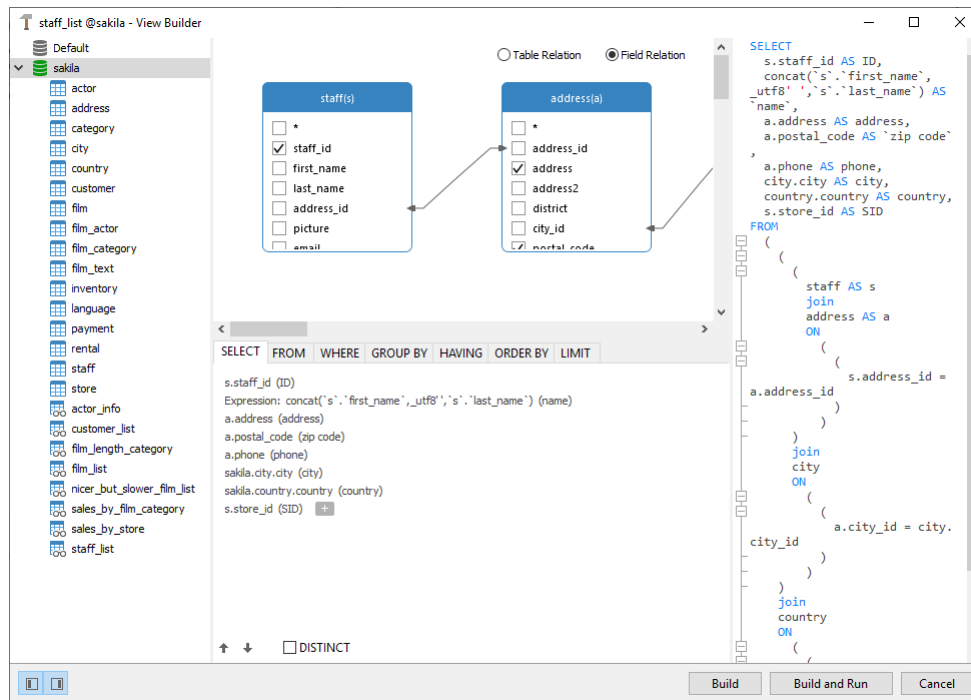 staff_list @sakila - View Builder
Default
sakila
actor
address
category
city
country
customer
film
film_actor
film_category
film_text
inventory
language
payment
rental
staff
store
actor_info
customer_list
film_length_category
film_list
nicer_but_slower_film_list
sales_by_film_category
sales_by_store
staff_list
Table Relation
Field Relation
staff(s)
*
staff_id
first_name
last_name
address_id
picture
email
address(a)
*
address_id
address
address2
district
city_id
postal_code
SELECT FROM WHERE GROUP BY HAVING ORDER BY LIMIT
s.staff_id (ID)
Expression: concat(`s`.`first_name`,_utf8'',`s`.`last_name`) (name)
a.address (address)
a.postal_code (zip code)
a.phone (phone)
sakila.city.city (city)
sakila.country.country (country)
s.store_id (SID) +
DISTINCT
SELECT
s.staff_id AS ID,
concat(`s`.`first_name`,
_utf8' ',`s`.`last_name`) AS
`name`,
a.address AS address,
a.postal_code AS `zip code`
,
a.phone AS phone,
city.city AS city,
country.country AS country,
s.store_id AS SID
FROM
(
(
(
staff AS s
join
address AS a
ON
(
(
s.address_id =
a.address_id
)
)
)
join
city
ON
(
(
a.city_id = city.
city_id
)
)
)
join
country
ON
(
(
Build
Build and Run
Cancel